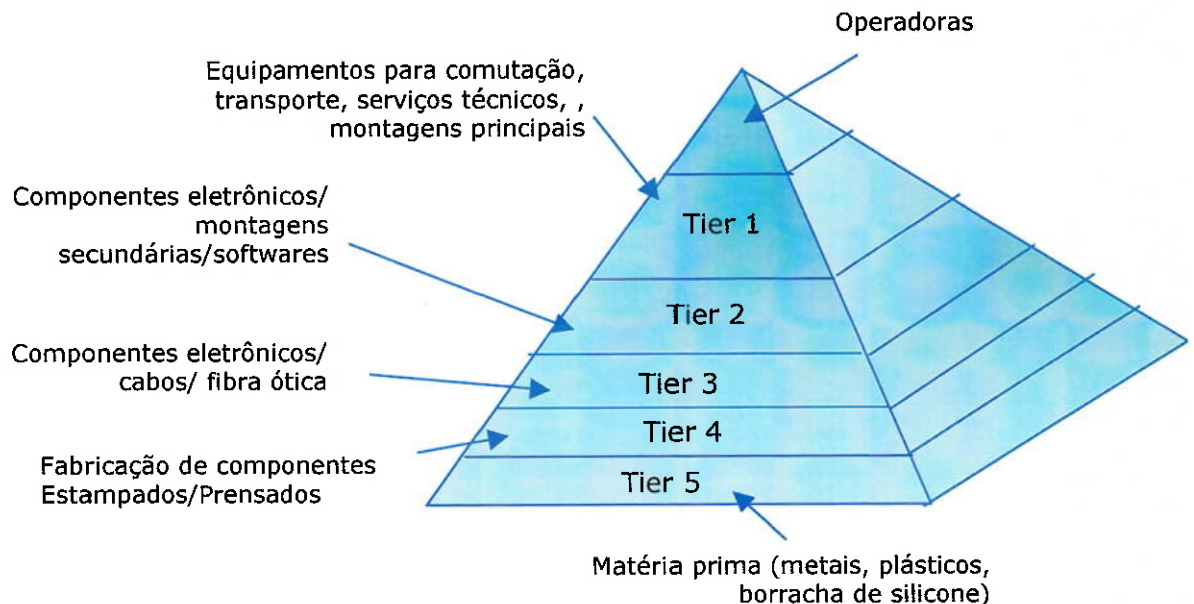 Operadoras
Equipamentos para comutação,
transporte, serviços técnicos, ,
montagens principais
Componentes eletrônicos/
montagens
secundárias/softwares
Tier 1
Tier 2
Componentes eletrônicos/
cabos/ fibra ótica
Tier 3
Tier 4
Fabricação de componentes
Estampados/Prensados
Tier 5
Matéria prima (metais, plásticos,
borracha de silicone)